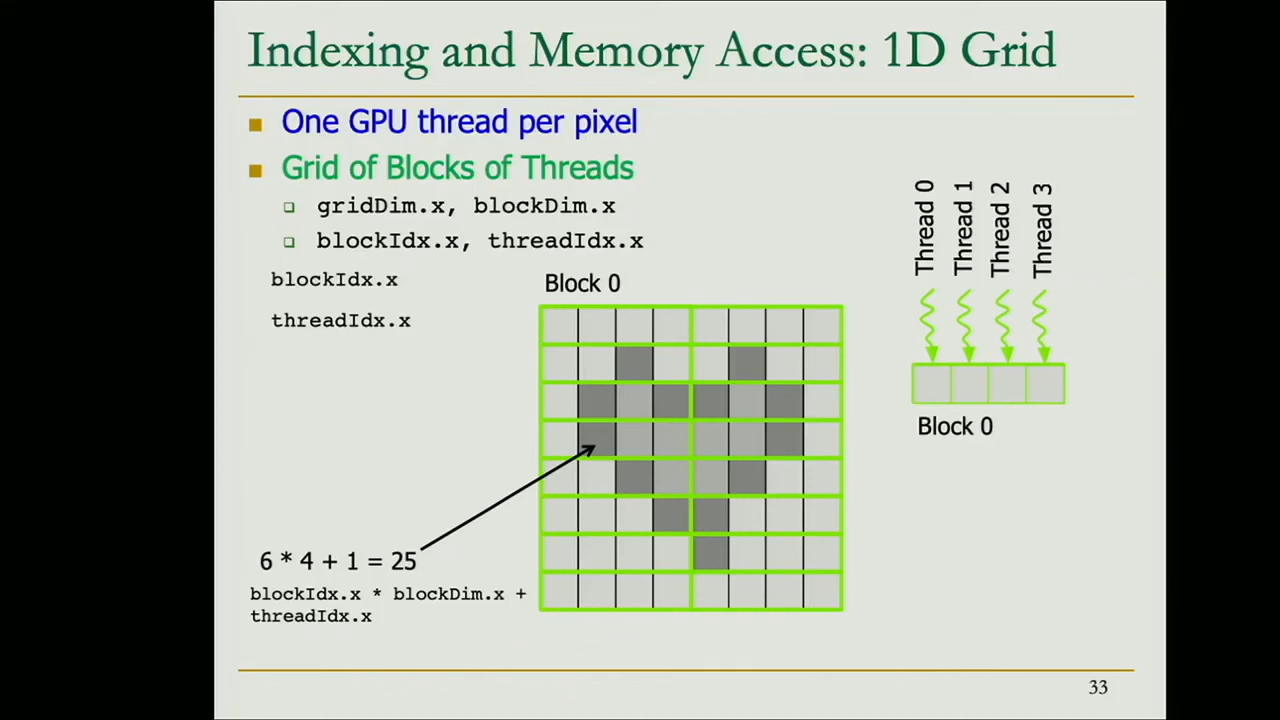 Indexing and Memory Access: 1D Grid
One GPU thread per pixel
Grid of Blocks of Threads
gridDim.x, blockDim.x
blockIdx.x, threadIdx.x
blockIdx.x
threadIdx.x
Block 0
Thread 0
Thread 1
Thread 2
Thread 3
Block 0
6 * 4 + 1 = 25
blockIdx.x * blockDim.x +
threadIdx.x
33